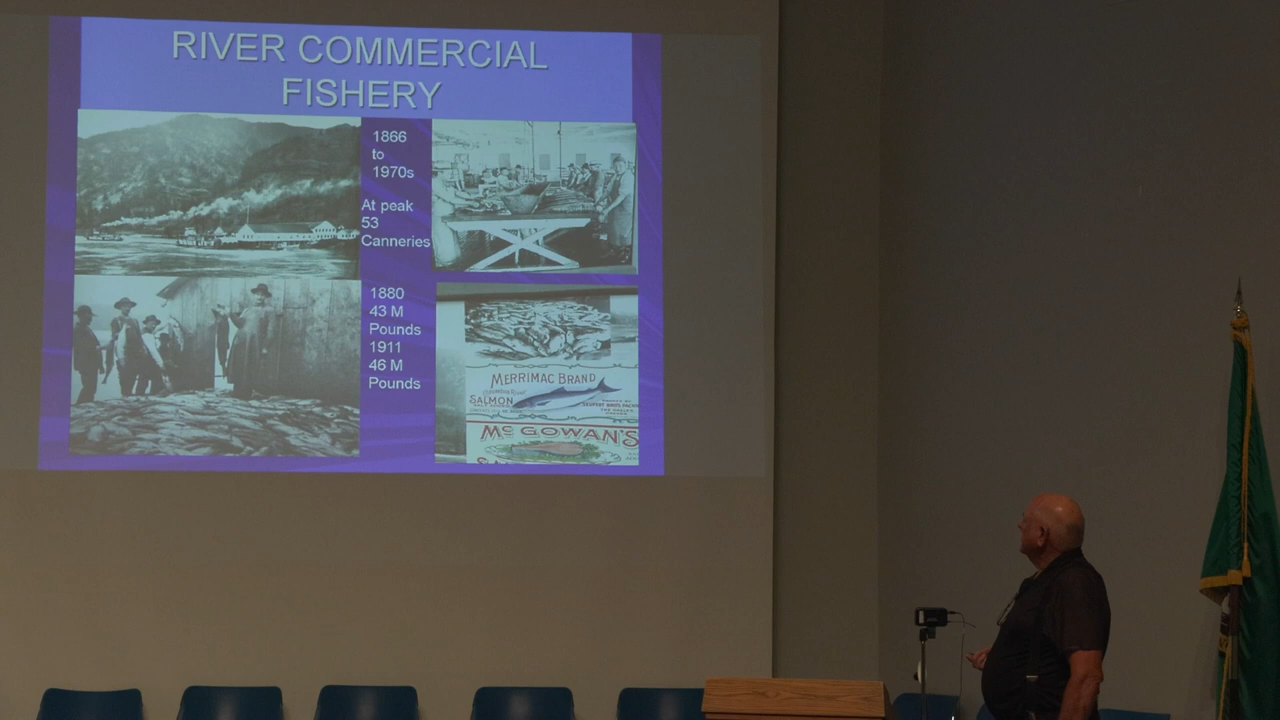 RIVER COMMERCIAL
FISHERY
1866
to
1970s
At peak
53
Canneries
1880
43 M
Pounds
1911
46 M
Pounds
MERRIMAC BRAND
SALMON
MCGOWAN'S